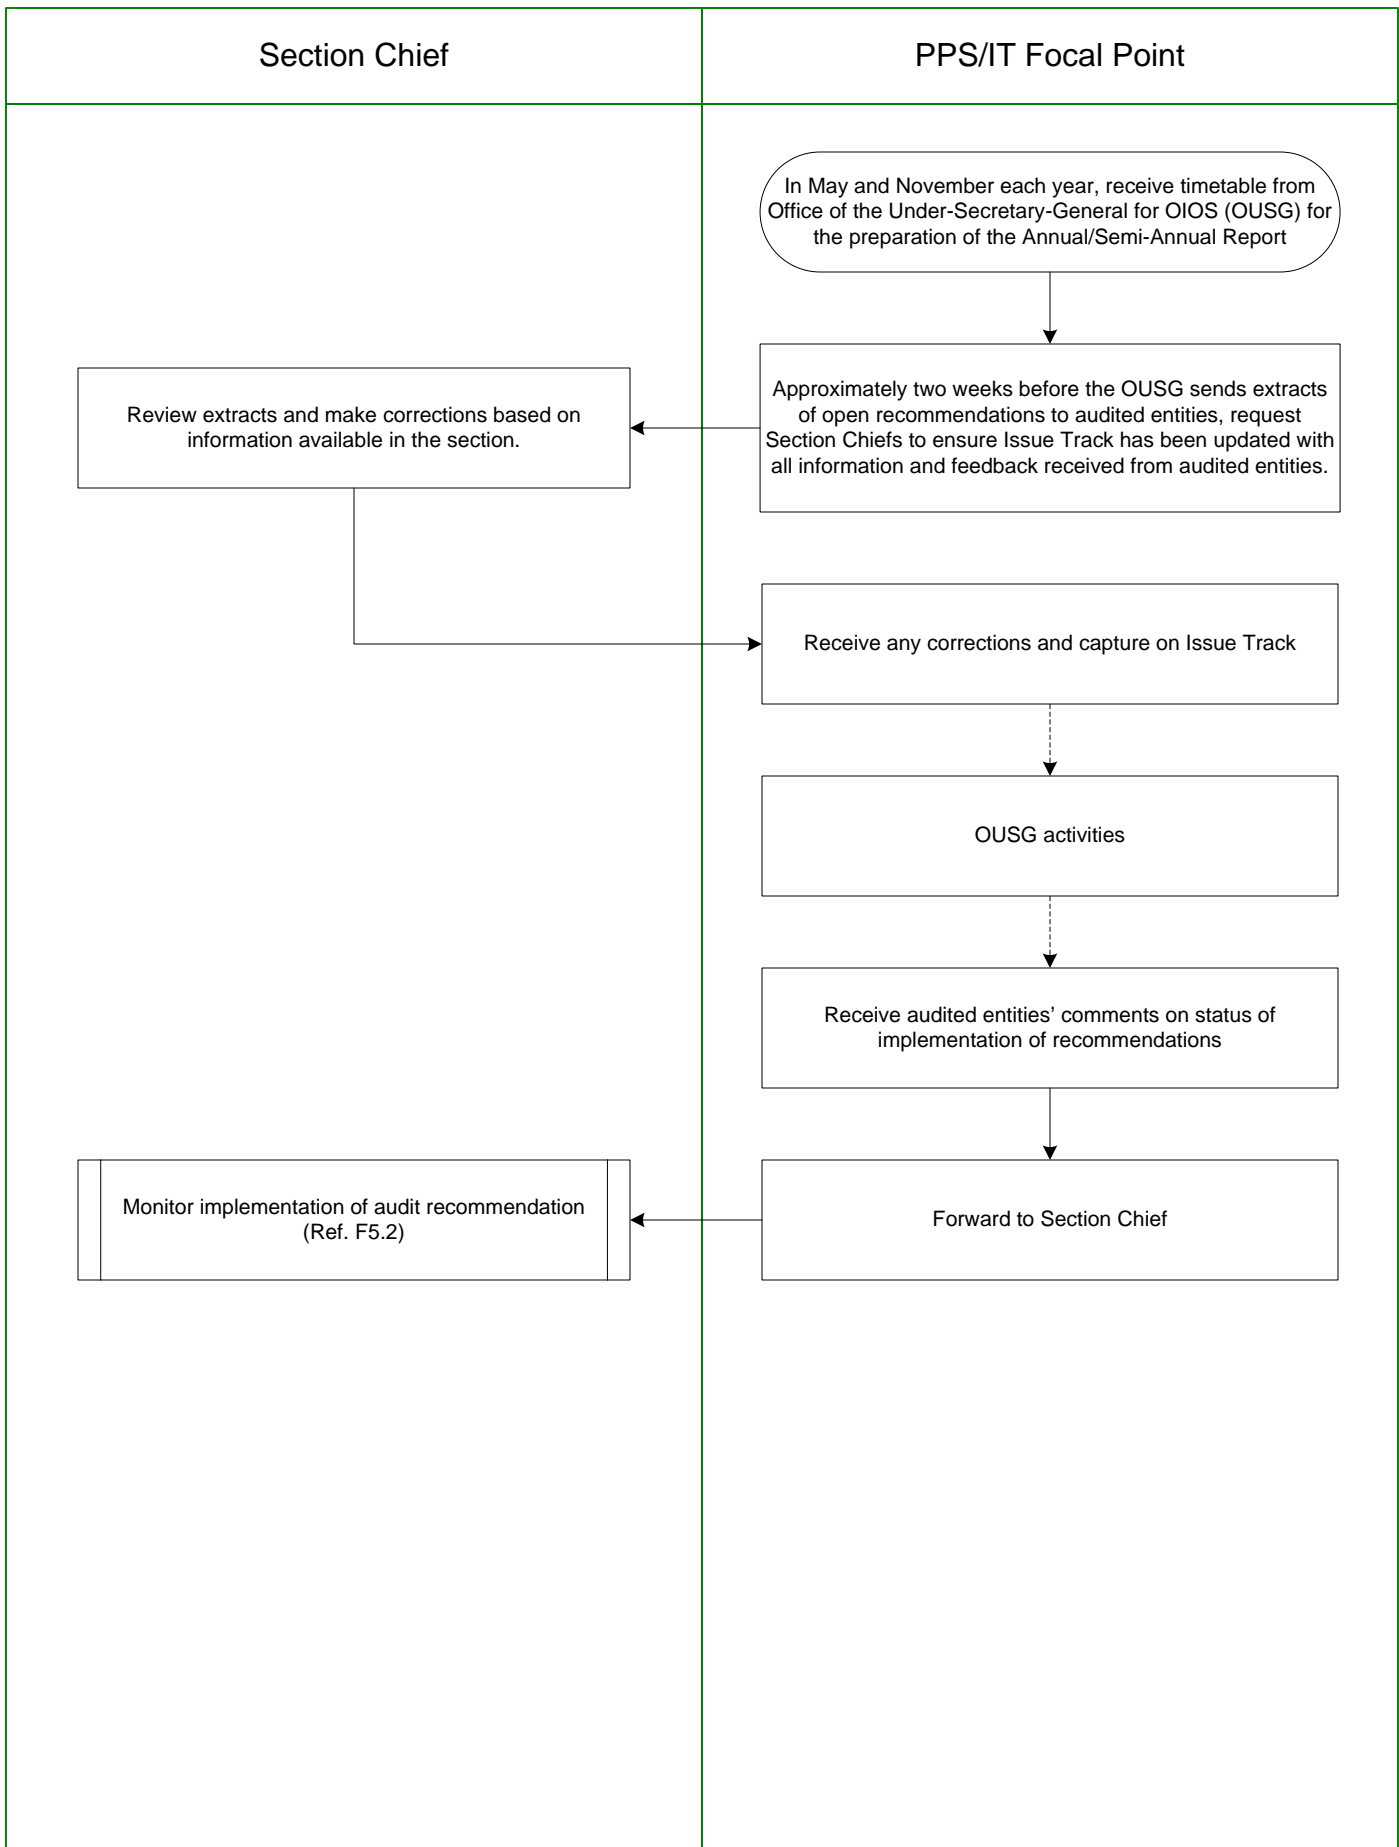 Section Chief
PPS/IT Focal Point
In May and November each year, receive timetable from
Office of the Under-Secretary-General for OIOS (OUSG) for
the preparation of the Annual/Semi-Annual Report
Approximately two weeks before the OUSG sends extracts
of open recommendations to audited entities, request
Section Chiefs to ensure Issue Track has been updated with
all information and feedback received from audited entities.
Review extracts and make corrections based on
information available in the section.
Receive any corrections and capture on Issue Track
OUSG activities
Receive audited entities’ comments on status of
implementation of recommendations
Forward to Section Chief
Monitor implementation of audit recommendation
(Ref. F5.2)